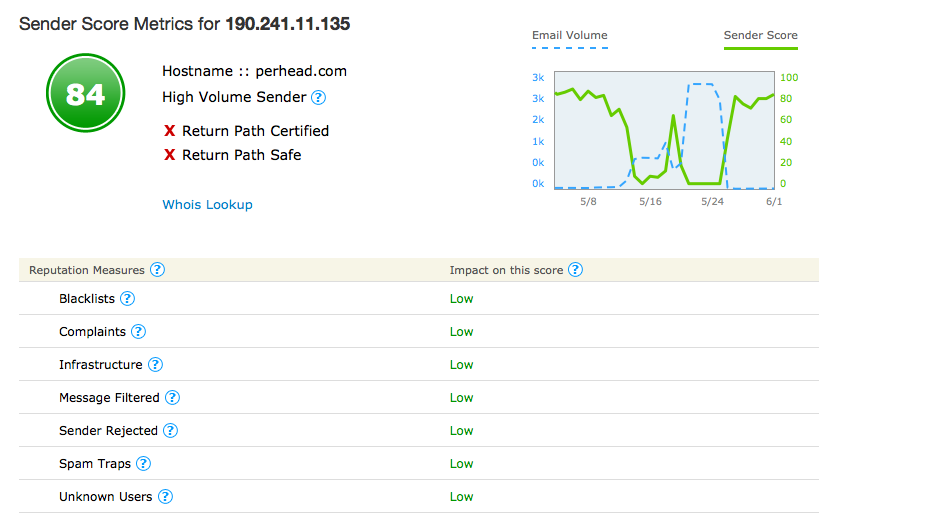 Sender Score Metrics for 190.241.11.135
84
Hostname :: perhead.com
High Volume Sender ?
X Return Path Certified
X Return Path Safe
Whois Lookup
Email Volume Sender Score
3k 100
3k 80
2k 60
1k 40
0k 20
0k 0
5/8 5/16 5/24 6/1
Reputation Measures ? Impact on this score ?
Blacklists ? Low
Complaints ? Low
Infrastructure ? Low
Message Filtered ? Low
Sender Rejected ? Low
Spam Traps ? Low
Unknown Users ? Low